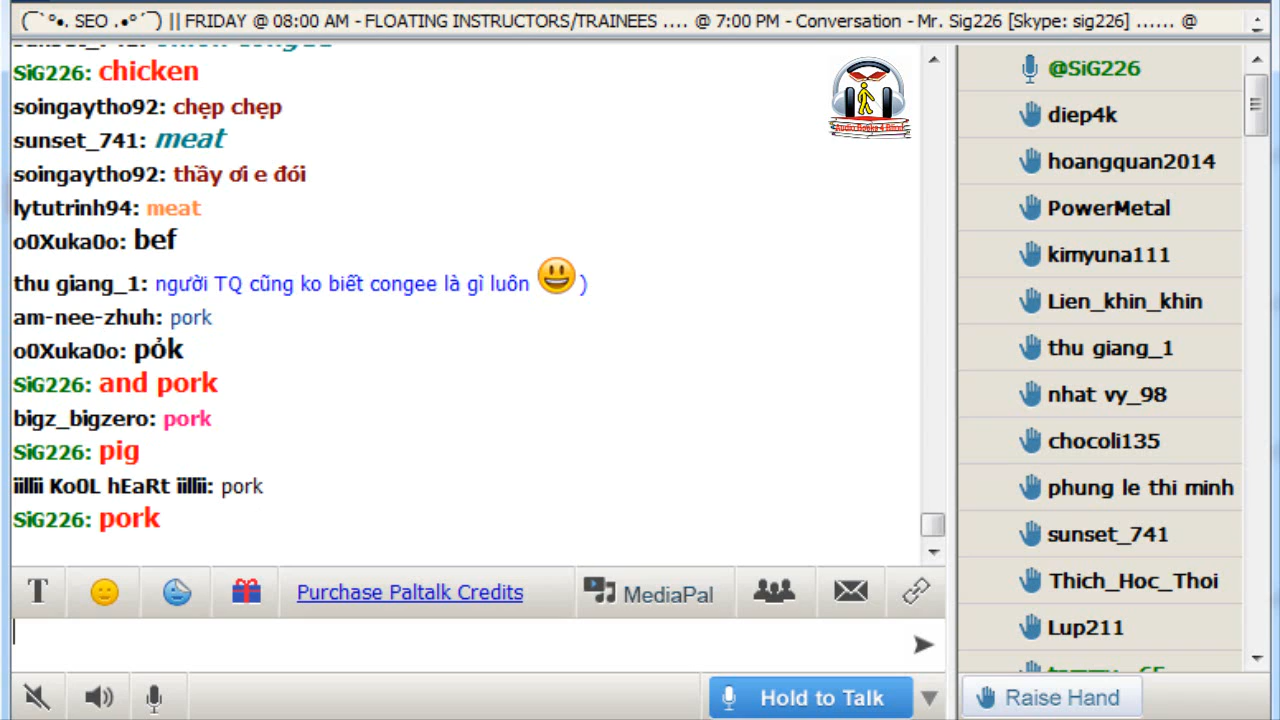 (¯`°•. SEO .•°´¯) || FRIDAY @ 08:00 AM - FLOATING INSTRUCTORS/TRAINEES .... @ 7:00 PM - Conversation - Mr. Sig226 [Skype: sig226] ...... @
SiG226: chicken
soingaytho92: chẹp chẹp
sunset_741: meat
soingaytho92: thầy ơi e đói
lytutrinh94: meat
o0Xuka0o: bef
thu giang_1: người TQ cũng ko biết congee là gì luôn )
am-nee-zhuh: pork
o0Xuka0o: pỏk
SiG226: and pork
bigz_bigzero: pork
SiG226: pig
iillii Ko0L hEaRt iillii: pork
SiG226: pork
@SiG226
diep4k
hoangquan2014
PowerMetal
kimyuna111
Lien_khin_khin
thu giang_1
nhat vy_98
chocoli135
phung le thi minh
sunset_741
Thich_Hoc_Thoi
Lup211
T
Purchase Paltalk Credits
MediaPal
Hold to Talk
Raise Hand